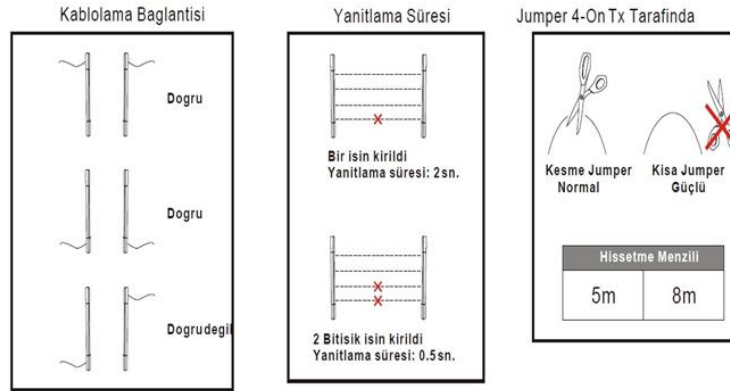 Kablolama Baglantisi
Dogru
Dogru
Dogrudegil
Yanitlama Süresi
Bir isin kirildi
Yanitlama süresi: 2sn.
2 Bitisik isin kirildi
Yanitlama süresi: 0.5sn.
Jumper 4-On Tx Tarafinda
Kesme Jumper Kisa Jumper
Normal Güçlü
Hissetme Menzili
5m 8m